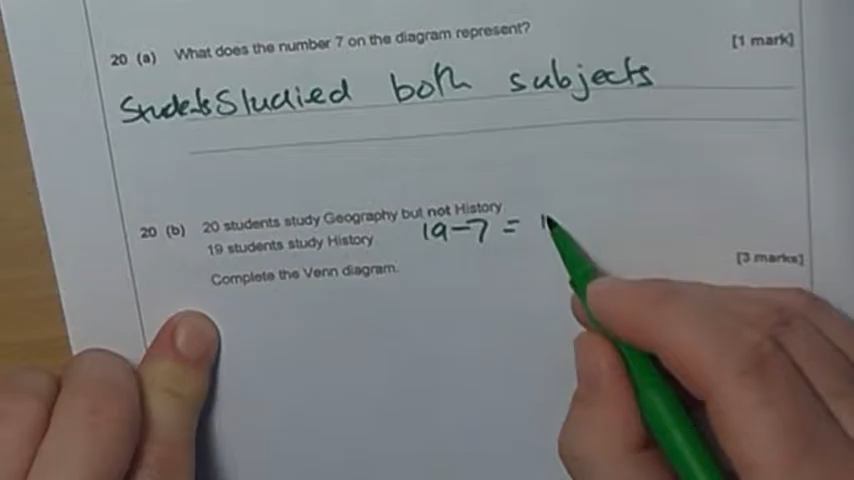 20 (a) What does the number 7 on the diagram represent?
[1 mark]
Students Studied both subjects
20 (b) 20 students study Geography but not History
19 students study History 19-7 = 1
Complete the Venn diagram.
[3 marks]